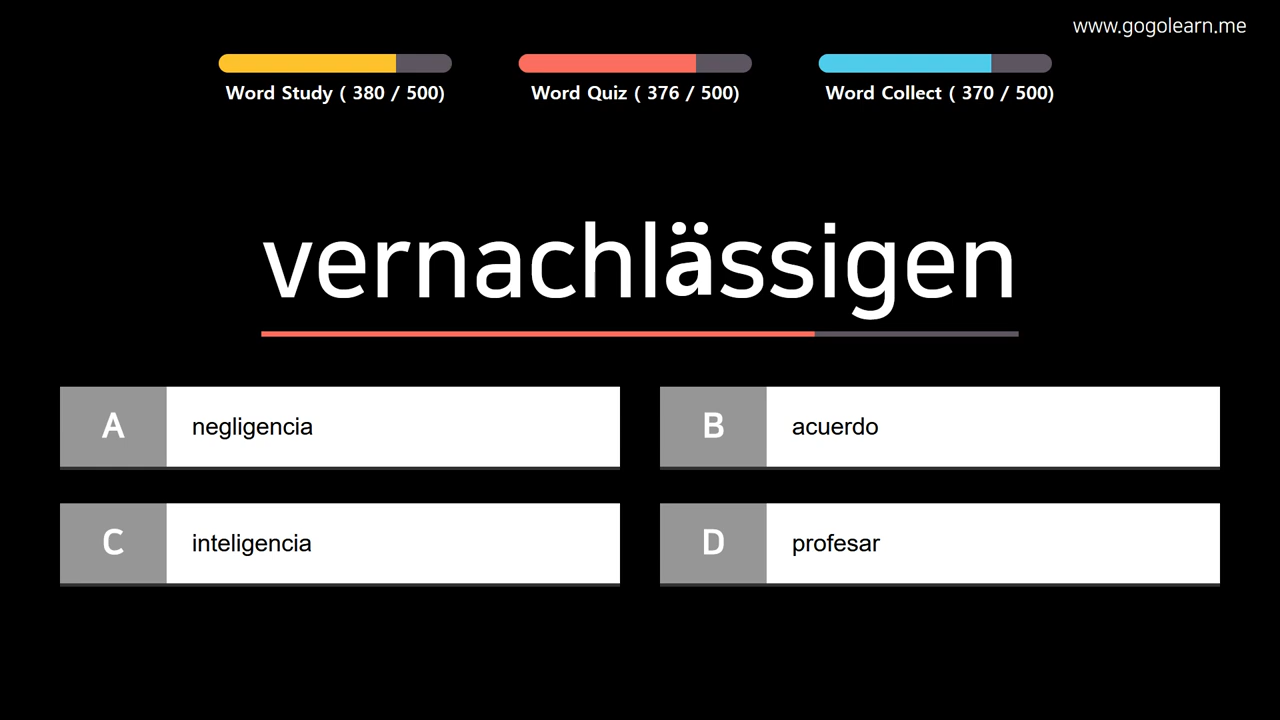 www.gogolearn.me
Word Study ( 380 / 500)
Word Quiz ( 376 / 500)
Word Collect ( 370 / 500)
vernachlässigen
A negligencia
B acuerdo
C inteligencia
D profesar